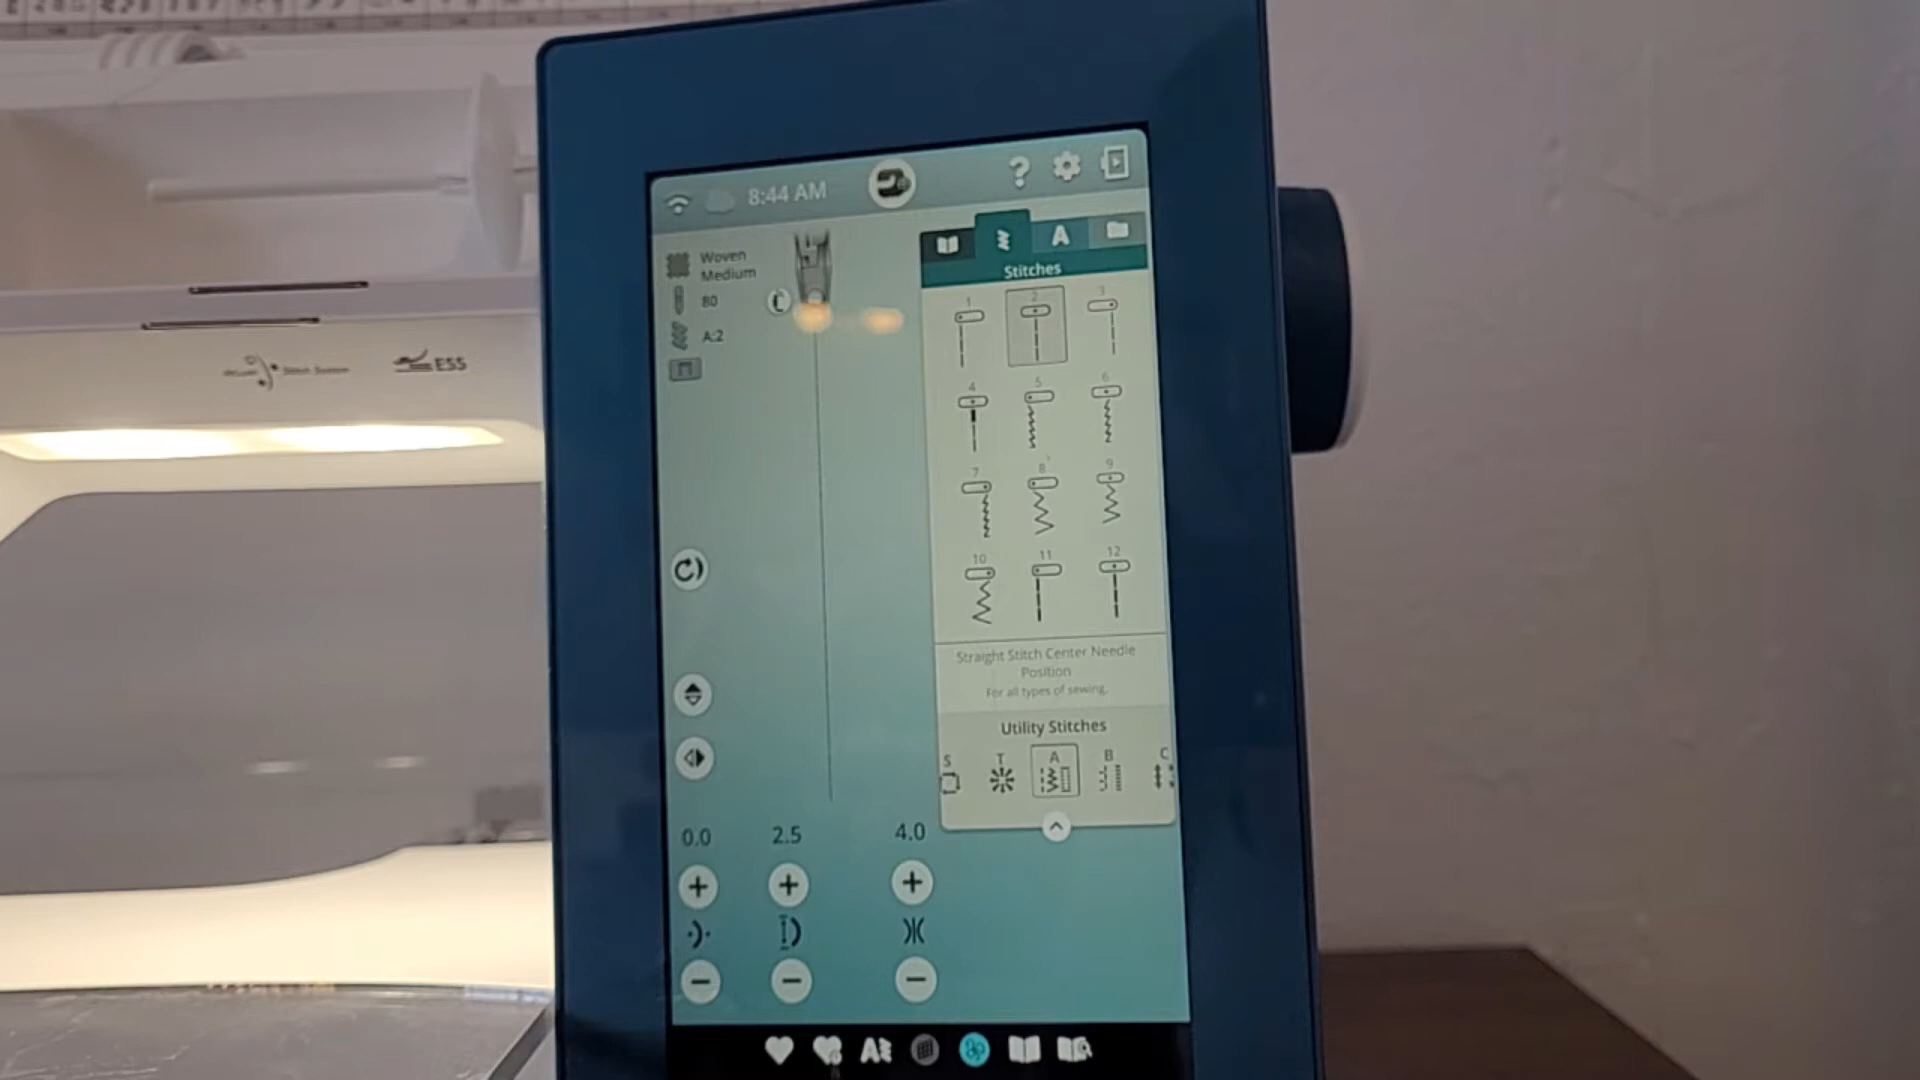 Stitch System
ESS
8:44 AM
?
Woven
Medium
80
A:2
A
Stitches
1 2 3
4 5 6
7 8 9
10 11 12
Straight Stitch Center Needle
Position
For all types of sewing.
Utility Stitches
S T A B C
0.0 2.5 4.0
+ + +
− − −
A